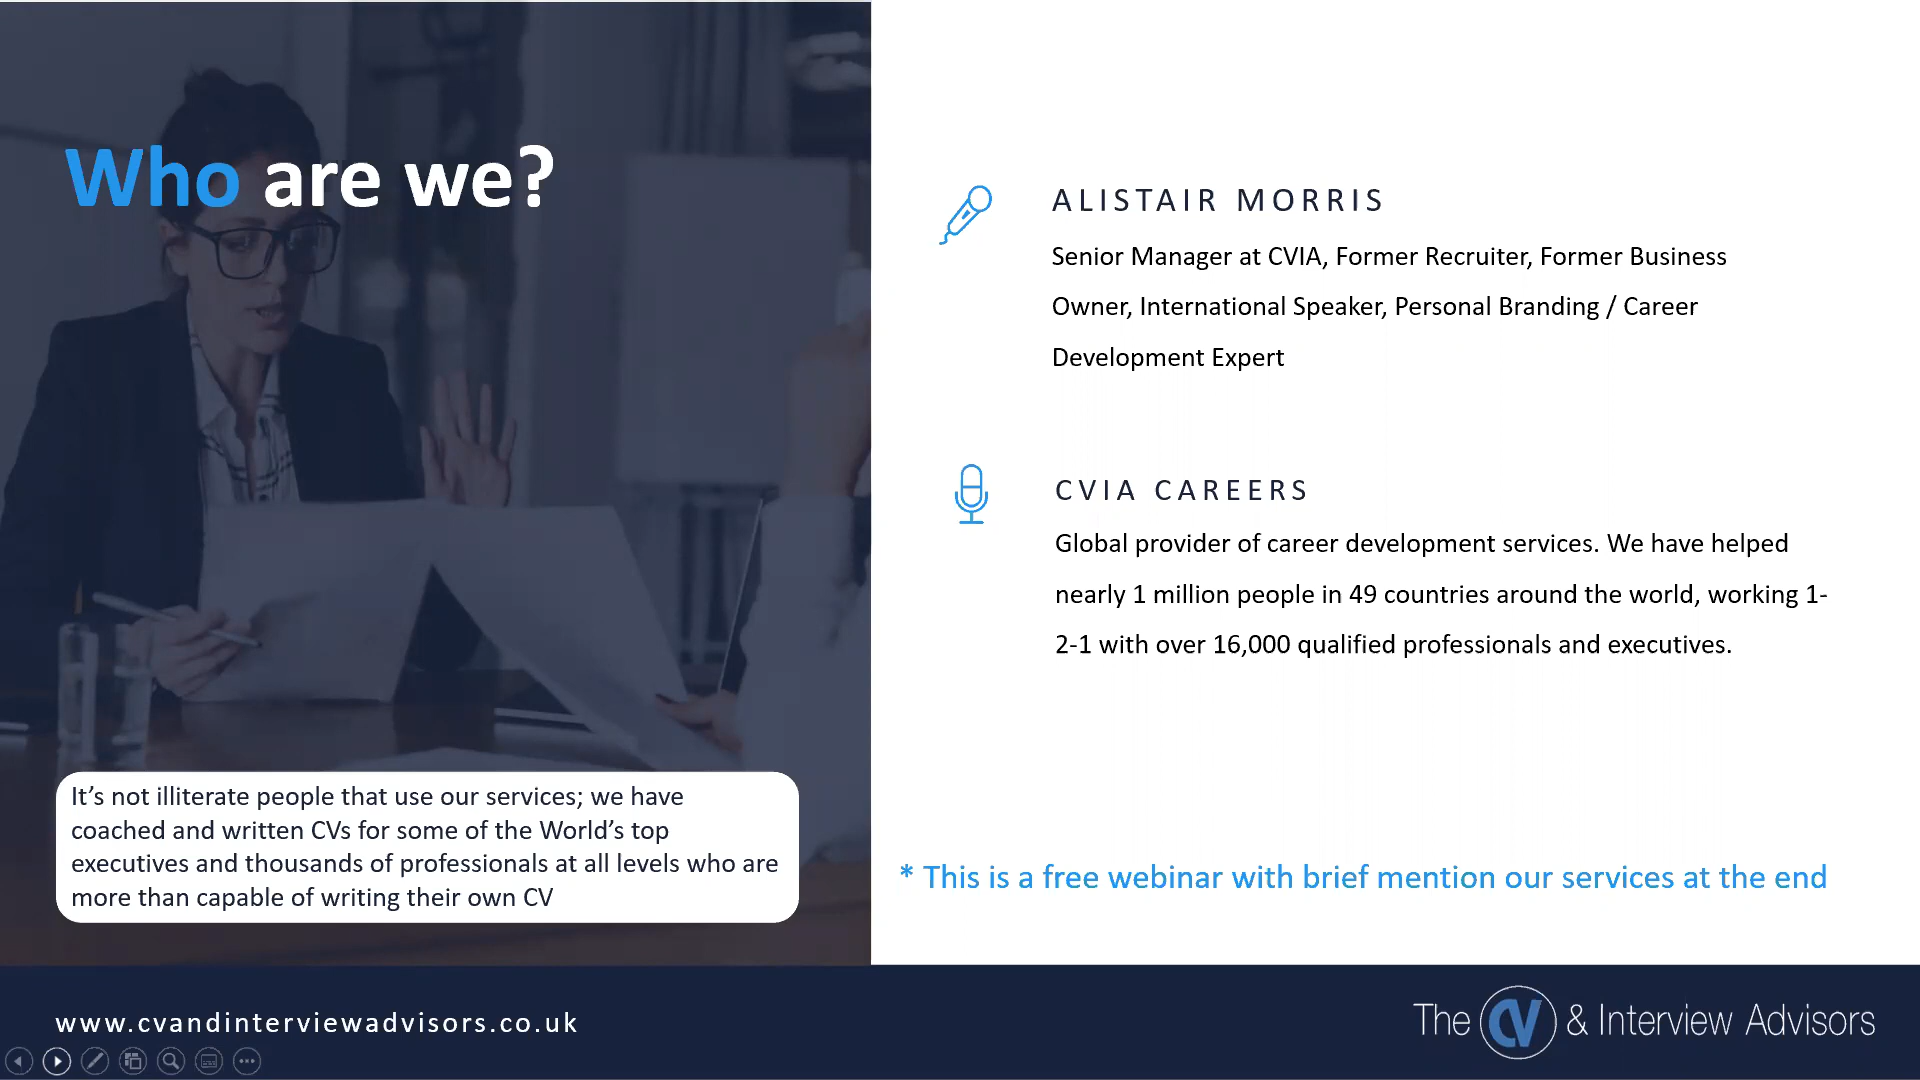 Who are we?
It’s not illiterate people that use our services; we have
coached and written CVs for some of the World’s top
executives and thousands of professionals at all levels who are
more than capable of writing their own CV
ALISTAIR MORRIS
Senior Manager at CVIA, Former Recruiter, Former Business
Owner, International Speaker, Personal Branding / Career
Development Expert
CVIA CAREERS
Global provider of career development services. We have helped
nearly 1 million people in 49 countries around the world, working 1-
2-1 with over 16,000 qualified professionals and executives.
* This is a free webinar with brief mention our services at the end
www.cvandinterviewadvisors.co.uk
The CV & Interview Advisors